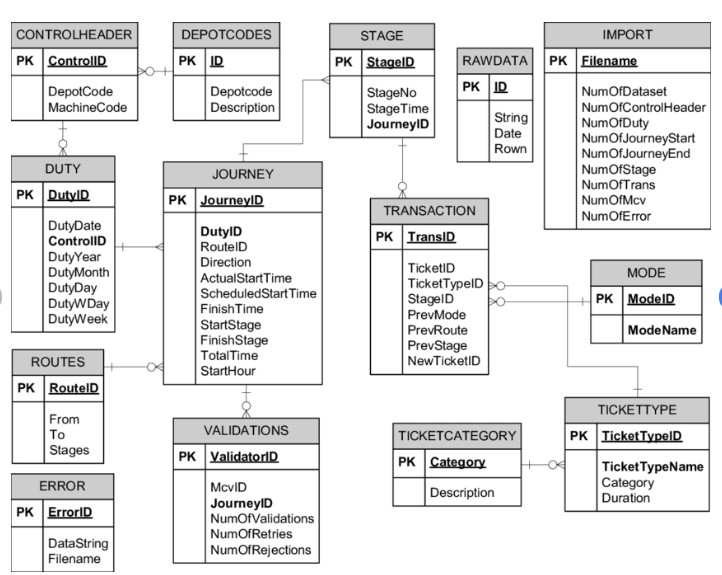 CONTROLHEADER
PK ControlID
DepotCode
MachineCode
DEPOTCODES
PK ID
Depotcode
Description
STAGE
PK StageID
StageNo
StageTime
JourneyID
RAWDATA
PK ID
String
Date
Rown
IMPORT
PK Filename
NumOfDataset
NumOfControlHeader
NumOfDuty
NumOfJourneyStart
NumOfJourneyEnd
NumOfStage
NumOfTrans
NumOfMcv
NumOfError
DUTY
PK DutyID
DutyDate
ControlID
DutyYear
DutyMonth
DutyDay
DutyWDay
DutyWeek
JOURNEY
PK JourneyID
DutyID
RouteID
Direction
ActualStartTime
ScheduledStartTime
FinishTime
StartStage
FinishStage
TotalTime
StartHour
TRANSACTION
PK TransID
TicketID
TicketTypeID
StageID
PrevMode
PrevRoute
PrevStage
NewTicketID
MODE
PK ModeID
ModeName
ROUTES
PK RouteID
From
To
Stages
VALIDATIONS
PK ValidatorID
McvID
JourneyID
NumOfValidations
NumOfRetries
NumOfRejections
TICKETCATEGORY
PK Category
Description
TICKETTYPE
PK TicketTypeID
TicketTypeName
Category
Duration
ERROR
PK ErrorID
DataString
Filename